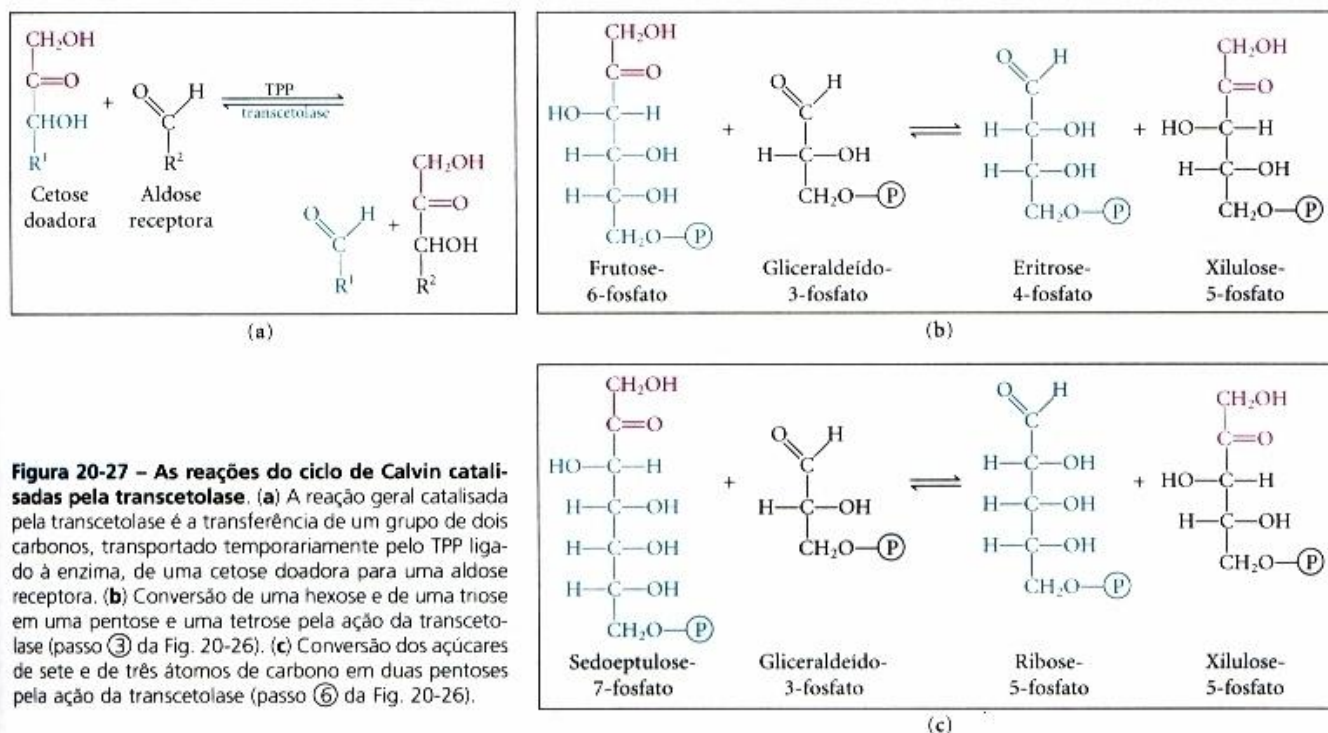 CH₂OH
C=O
CHOH
R¹
Cetose
doadora
+
O H
C
R²
Aldose
receptora
TPP
transcetolase
O H
C
R¹
+
CH₂OH
C=O
CHOH
R²
(a)
CH₂OH
C=O
HO—C—H
H—C—OH
H—C—OH
CH₂O—P
Frutose-
6-fosfato
+
O H
C
H—C—OH
CH₂O—P
Gliceraldeído-
3-fosfato
O H
C
H—C—OH
H—C—OH
CH₂O—P
Eritrose-
4-fosfato
+
CH₂OH
C=O
HO—C—H
H—C—OH
CH₂O—P
Xilulose-
5-fosfato
(b)
Figura 20-27 – As reações do ciclo de Calvin catali-
sadas pela transcetolase. (a) A reação geral catalisada
pela transcetolase é a transferência de um grupo de dois
carbonos, transportado temporariamente pelo TPP liga-
do à enzima, de uma cetose doadora para uma aldose
receptora. (b) Conversão de uma hexose e de uma triose
em uma pentose e uma tetrose pela ação da transceto-
lase (passo ③ da Fig. 20-26). (c) Conversão dos açúcares
de sete e de três átomos de carbono em duas pentoses
pela ação da transcetolase (passo ⑥ da Fig. 20-26).
CH₂OH
C=O
HO—C—H
H—C—OH
H—C—OH
H—C—OH
CH₂O—P
Sedoeptulose-
7-fosfato
+
O H
C
H—C—OH
CH₂O—P
Gliceraldeído-
3-fosfato
O H
C
H—C—OH
H—C—OH
H—C—OH
CH₂O—P
Ribose-
5-fosfato
+
CH₂OH
C=O
HO—C—H
H—C—OH
CH₂O—P
Xilulose-
5-fosfato
(c)